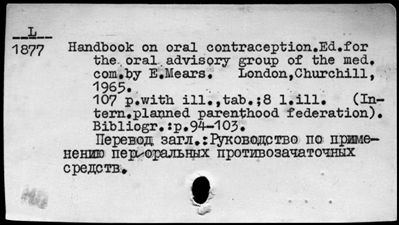 L
1877
Handbook on oral contraception.Ed.for
the oral advisory group of the med.
com.by E.Mears. London,Churchill,
1965.
107 p.with ill.,tab.;8 l.ill. (In-
tern.planned parenthood federation).
Bibliogr.:p.94-103.
Перевод загл.:Руководство по приме-
нению пероральных противозачаточных
средств.